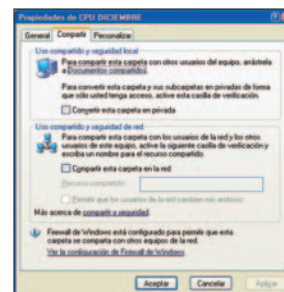 Propiedades de CPU DICIEMBRE
General Compartir Personalizar
Uso compartido y seguridad local
Para compartir esta carpeta con otros usuarios del equipo, arrástrela
a Documentos compartidos.
Para convertir esta carpeta y sus subcarpetas en privadas de forma
que sólo usted tenga acceso, active esta casilla de verificación.
Convertir esta carpeta en privada
Uso compartido y seguridad de red
Para compartir esta carpeta con los usuarios de la red y los otros
usuarios de este equipo, active la siguiente casilla de verificación y
escriba un nombre para el recurso compartido.
Compartir esta carpeta en la red
Recurso compartido:
Permitir que los usuarios de la red cambien mis archivos
Más acerca de compartir y seguridad.
Firewall de Windows está configurado para permitir que esta
carpeta se comparta con otros equipos de la red.
Ver la configuración de Firewall de Windows
Aceptar Cancelar Aplicar